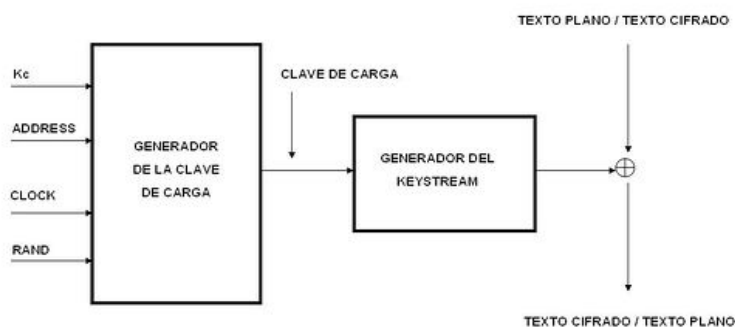 TEXTO PLANO / TEXTO CIFRADO
Kc
ADDRESS
CLOCK
RAND
GENERADOR
DE LA CLAVE
DE CARGA
CLAVE DE CARGA
GENERADOR DEL
KEYSTREAM
TEXTO CIFRADO / TEXTO PLANO